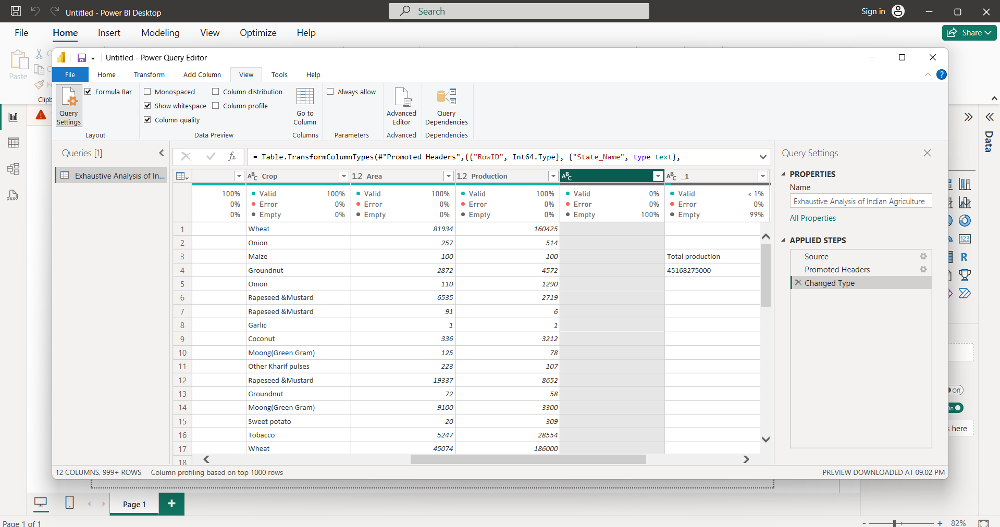 Untitled - Power BI Desktop
Search
Sign in
File Home Insert Modeling View Optimize Help
Share
Paste
Clipb
Untitled - Power Query Editor
File Home Transform Add Column View Tools Help
?
Query Settings
Formula Bar
Layout
Monospaced
Show whitespace
Column quality
Column distribution
Column profile
Data Preview
Go to Column
Columns
Always allow
Parameters
Advanced Editor
Advanced
Query Dependencies
Dependencies
Data
Queries [1]
Exhaustive Analysis of In...
fx
= Table.TransformColumnTypes(#"Promoted Headers",{{"RowID", Int64.Type}, {"State_Name", type text},
ABC Crop 1.2 Area 1.2 Production ABC ABC _1
100% Valid 100% Valid 100% Valid 100% Valid 0% Valid < 1%
0% Error 0% Error 0% Error 0% Error 0% Error 0%
0% Empty 0% Empty 0% Empty 0% Empty 100% Empty 99%
1 Wheat 81934 160425
2 Onion 257 514
3 Maize 100 100 Total production
4 Groundnut 2872 4572 45168275000
5 Onion 110 1290
6 Rapeseed &Mustard 6535 2719
7 Rapeseed &Mustard 91 6
8 Garlic 1 1
9 Coconut 336 3212
10 Moong(Green Gram) 125 78
11 Other Kharif pulses 223 107
12 Rapeseed &Mustard 19337 8652
13 Groundnut 72 58
14 Moong(Green Gram) 9100 3300
15 Sweet potato 20 309
16 Tobacco 5247 28554
17 Wheat 45074 186000
18
Query Settings
PROPERTIES
Name
Exhaustive Analysis of Indian Agriculture
All Properties
APPLIED STEPS
Source
Promoted Headers
Changed Type
DAX
123
R
Off
On
s here
12 COLUMNS, 999+ ROWS Column profiling based on top 1000 rows
PREVIEW DOWNLOADED AT 09.02 PM
Page 1
+
Page 1 of 1
- + 82%